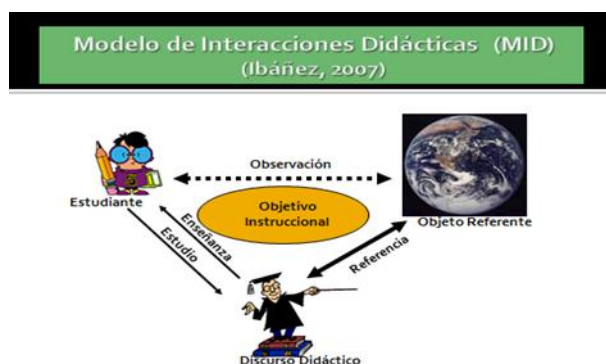 Modelo de Interacciones Didácticas (MID)
(Ibáñez, 2007)
Observación
Estudiante
Objetivo
Instruccional
Objeto Referente
Enseñanza
Estudio
Referencia
Discurso Didáctico